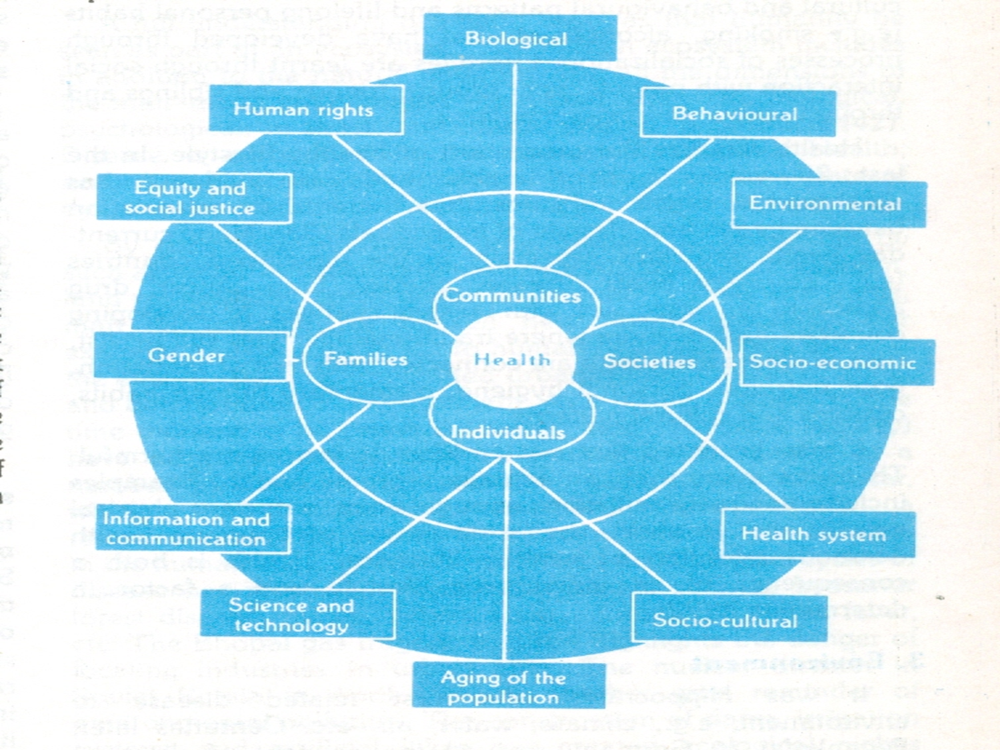 Biological
Human rights
Behavioural
Equity and
social justice
Environmental
Communities
Gender
Families
Health
Societies
Socio-economic
Individuals
Information and
communication
Health system
Science and
technology
Socio-cultural
Aging of the
population